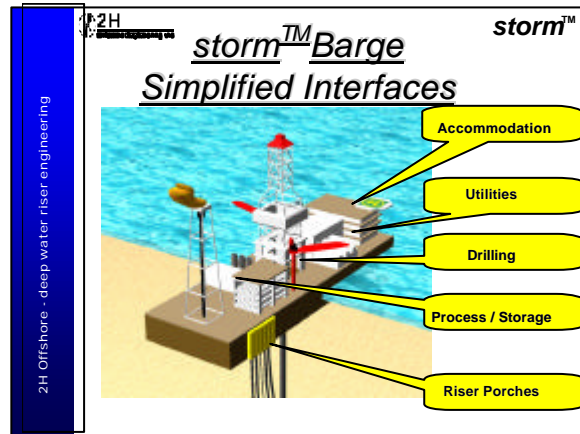 2H
storm™
storm™Barge
Simplified Interfaces
2H Offshore - deep water riser engineering
Accommodation
Utilities
Drilling
Process / Storage
Riser Porches